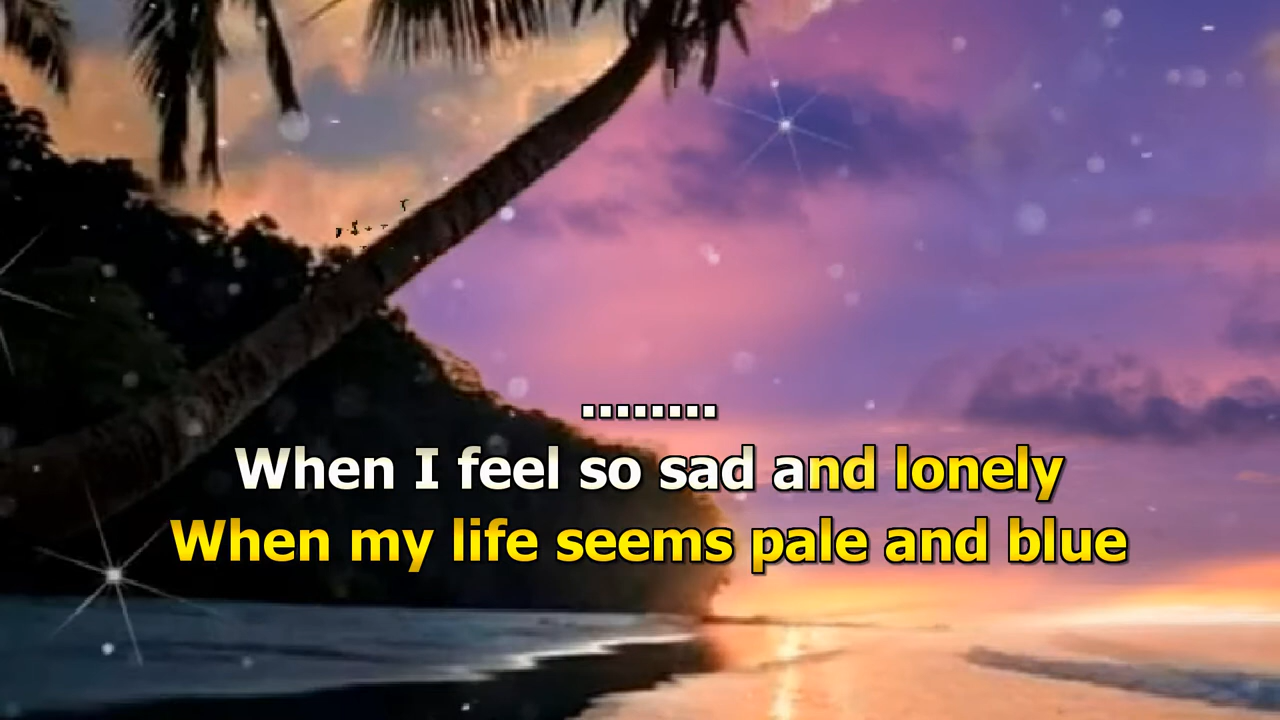 ........
When I feel so sad and lonely
When my life seems pale and blue